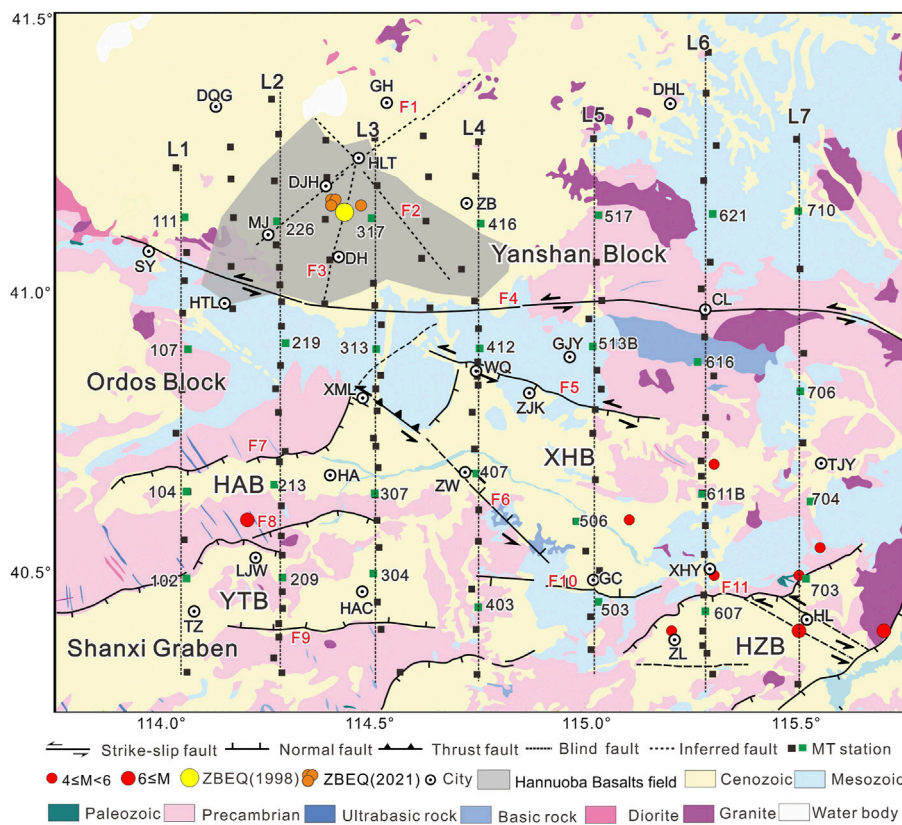 41.5°
41.0°
40.5°
114.0°
114.5°
115.0°
115.5°
L6
L2
GH
DQG
F1
DHL
L3
L4
L5
L7
L1
HLT
DJH
ZB
111
MJ
226
317
F2
416
517
621
710
SY
F3
DH
Yanshan Block
HTL
F4
CL
107
219
313
412
GJY
513B
616
WQ
Ordos Block
XML
F5
ZJK
706
F7
XHB
TJY
HAB
213
HA
407
ZW
104
307
F6
611B
704
F8
506
LJW
XHY
102
209
304
F10
GC
F11
703
YTB
HAC
403
503
607
HL
TZ
F9
Shanxi Graben
ZL
HZB
Strike-slip fault
Normal fault
Thrust fault
Blind fault
Inferred fault
MT station
4≤M<6
6≤M
ZBEQ(1998)
ZBEQ(2021)
City
Hannuoba Basalts field
Cenozoic
Mesozoic
Paleozoic
Precambrian
Ultrabasic rock
Basic rock
Diorite
Granite
Water body